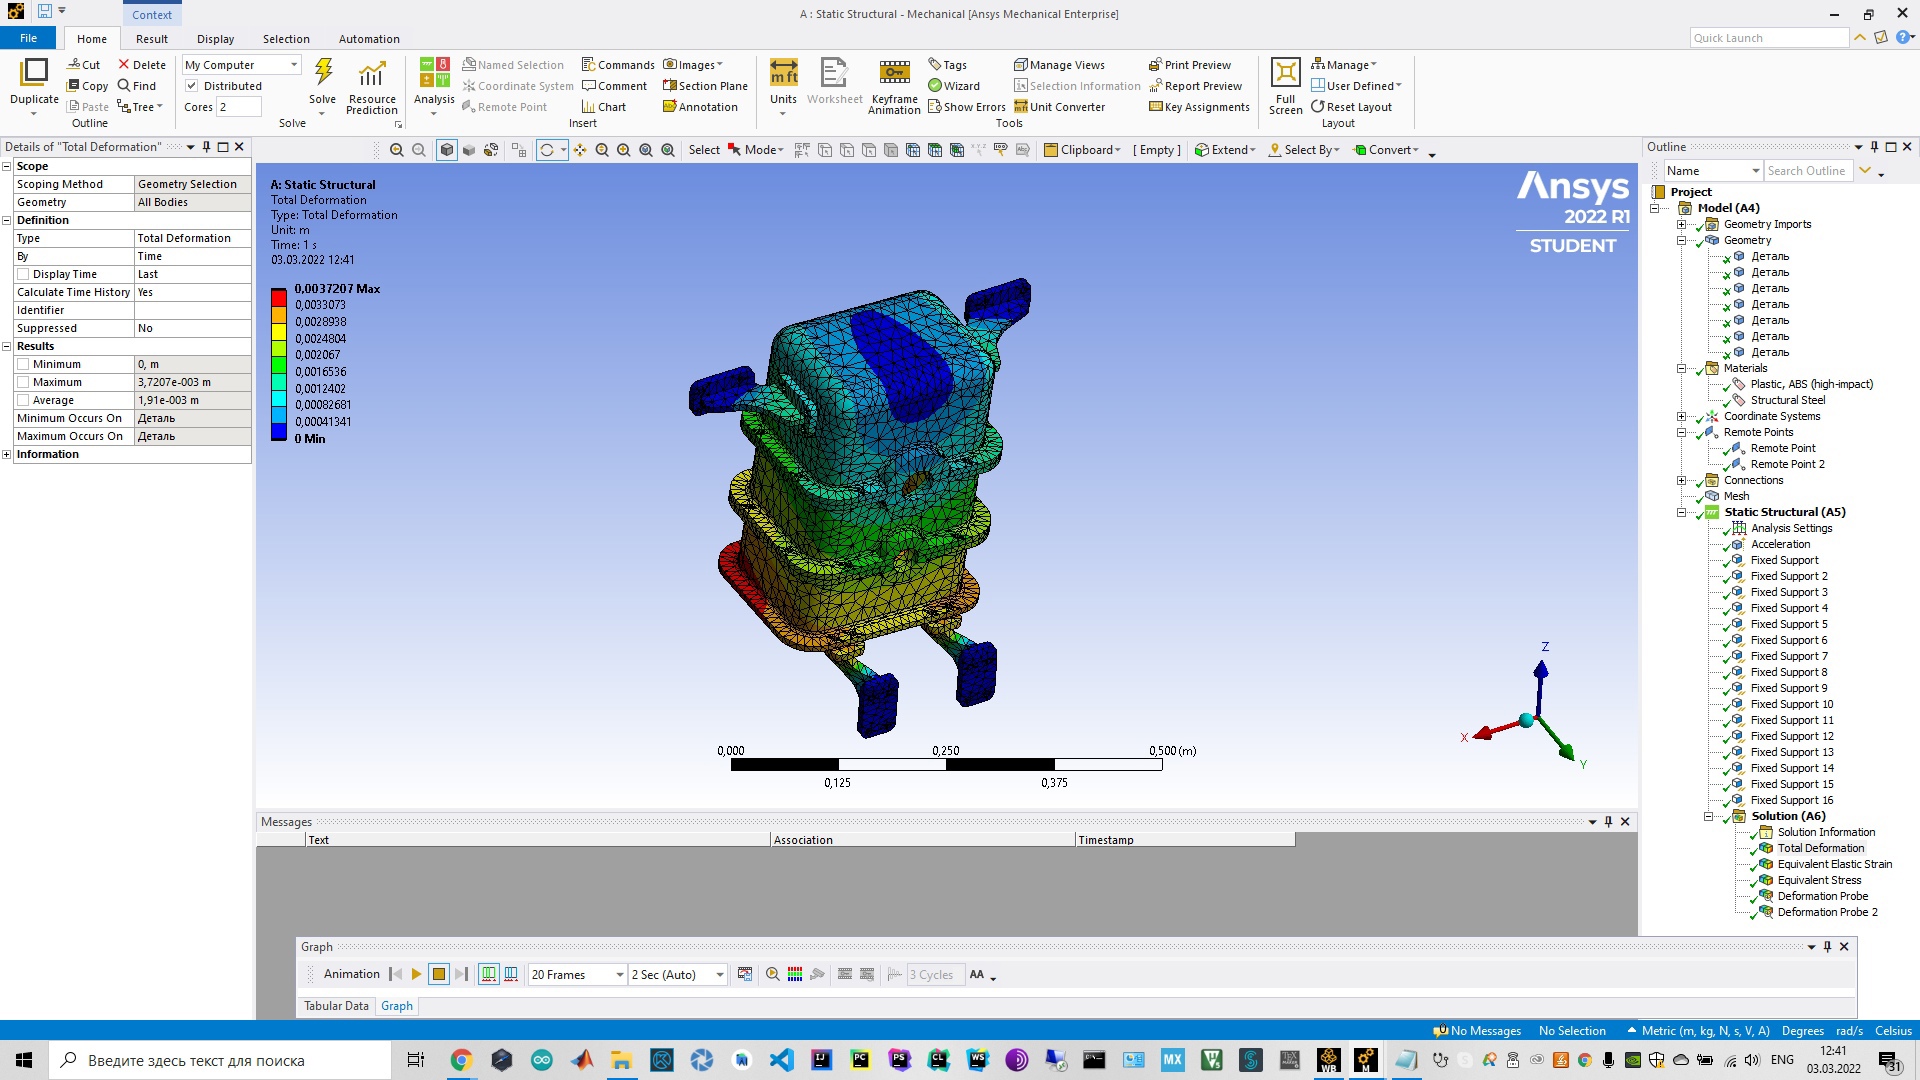 Context
A : Static Structural - Mechanical [Ansys Mechanical Enterprise]
File Home Result Display Selection Automation
Quick Launch
Duplicate
Cut
Copy
Paste
Delete
Find
Tree
Outline
My Computer
Distributed
Cores 2
Solve
Resource Prediction
Solve
Analysis
Named Selection
Coordinate System
Remote Point
Commands
Comment
Chart
Images
Section Plane
Annotation
Insert
Units
Worksheet
Keyframe Animation
Tags
Wizard
Show Errors
Manage Views
Selection Information
Unit Converter
Print Preview
Report Preview
Key Assignments
Tools
Full Screen
Manage
User Defined
Reset Layout
Layout
Details of "Total Deformation"
Select Mode
Clipboard [ Empty ] Extend Select By Convert
Scope
Scoping Method Geometry Selection
Geometry All Bodies
Definition
Type Total Deformation
By Time
Display Time Last
Calculate Time History Yes
Identifier
Suppressed No
Results
Minimum 0, m
Maximum 3,7207e-003 m
Average 1,91e-003 m
Minimum Occurs On Деталь
Maximum Occurs On Деталь
Information
A: Static Structural
Total Deformation
Type: Total Deformation
Unit: m
Time: 1 s
03.03.2022 12:41
0,0037207 Max
0,0033073
0,0028938
0,0024804
0,002067
0,0016536
0,0012402
0,00082681
0,00041341
0 Min
Ansys
2022 R1
STUDENT
0,000 0,250 0,500 (m)
0,125 0,375
Z
X
Y
Outline
Name Search Outline
Project
Model (A4)
Geometry Imports
Geometry
Деталь
Деталь
Деталь
Деталь
Деталь
Деталь
Деталь
Materials
Plastic, ABS (high-impact)
Structural Steel
Coordinate Systems
Remote Points
Remote Point
Remote Point 2
Connections
Mesh
Static Structural (A5)
Analysis Settings
Acceleration
Fixed Support
Fixed Support 2
Fixed Support 3
Fixed Support 4
Fixed Support 5
Fixed Support 6
Fixed Support 7
Fixed Support 8
Fixed Support 9
Fixed Support 10
Fixed Support 11
Fixed Support 12
Fixed Support 13
Fixed Support 14
Fixed Support 15
Fixed Support 16
Solution (A6)
Solution Information
Total Deformation
Equivalent Elastic Strain
Equivalent Stress
Deformation Probe
Deformation Probe 2
Messages
Text Association Timestamp
Graph
Animation 20 Frames 2 Sec (Auto) 3 Cycles AA
Tabular Data Graph
No Messages No Selection Metric (m, kg, N, s, V, A) Degrees rad/s Celsius
Введите здесь текст для поиска
ENG
12:41
03.03.2022
31